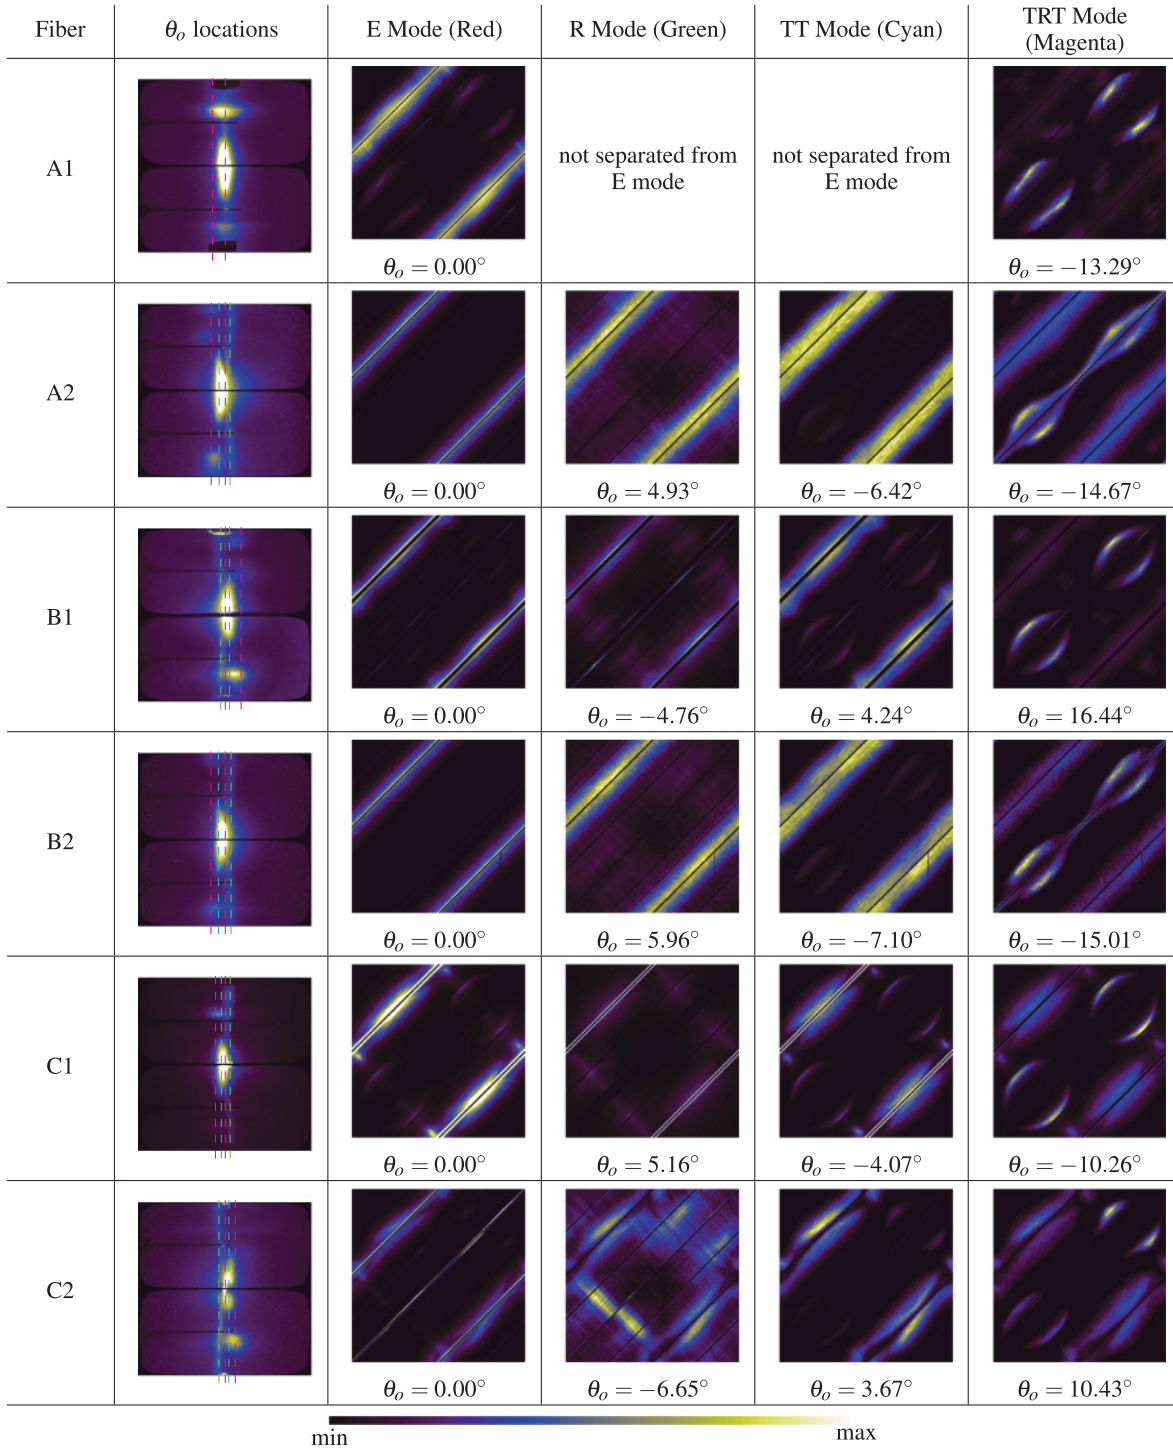 Fiber
θo locations
E Mode (Red)
R Mode (Green)
TT Mode (Cyan)
TRT Mode
(Magenta)
A1
not separated from
E mode
not separated from
E mode
θo = 0.00°
θo = −13.29°
A2
θo = 0.00°
θo = 4.93°
θo = −6.42°
θo = −14.67°
B1
θo = 0.00°
θo = −4.76°
θo = 4.24°
θo = 16.44°
B2
θo = 0.00°
θo = 5.96°
θo = −7.10°
θo = −15.01°
C1
θo = 0.00°
θo = 5.16°
θo = −4.07°
θo = −10.26°
C2
θo = 0.00°
θo = −6.65°
θo = 3.67°
θo = 10.43°
min
max